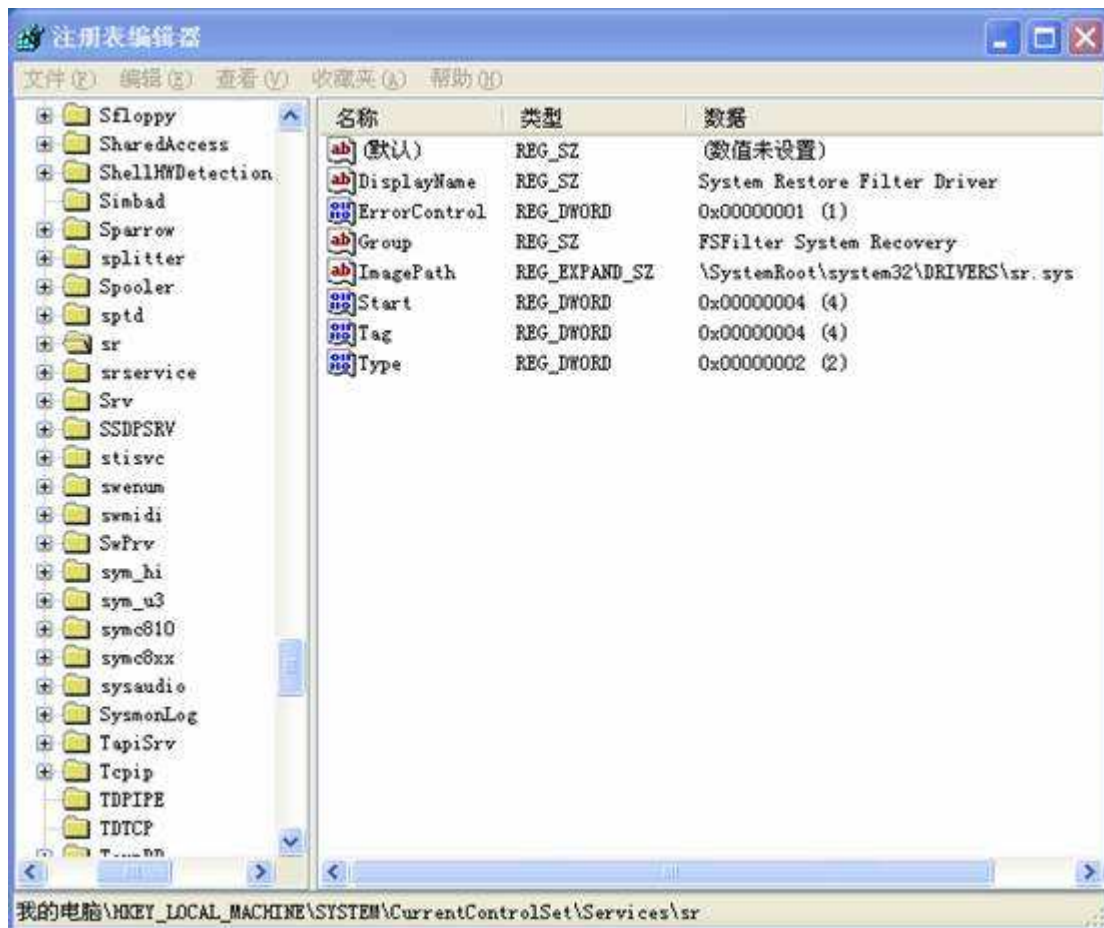 注册表编辑器
文件(F) 编辑(E) 查看(V) 收藏夹(A) 帮助(H)
Sfloppy
SharedAccess
ShellHWDetection
Simbad
Sparrow
splitter
Spooler
sptd
sr
srservice
Srv
SSDPSRV
stisvc
swenum
swmidi
SwPrv
sym_hi
sym_u3
symc810
symc8xx
sysaudio
SysmonLog
TapiSrv
Tcpip
TDPIPE
TDTCP
名称 类型 数据
(默认) REG_SZ (数值未设置)
DisplayName REG_SZ System Restore Filter Driver
ErrorControl REG_DWORD 0x00000001 (1)
Group REG_SZ FSFilter System Recovery
ImagePath REG_EXPAND_SZ \SystemRoot\system32\DRIVERS\sr.sys
Start REG_DWORD 0x00000004 (4)
Tag REG_DWORD 0x00000004 (4)
Type REG_DWORD 0x00000002 (2)
我的电脑\HKEY_LOCAL_MACHINE\SYSTEM\CurrentControlSet\Services\sr